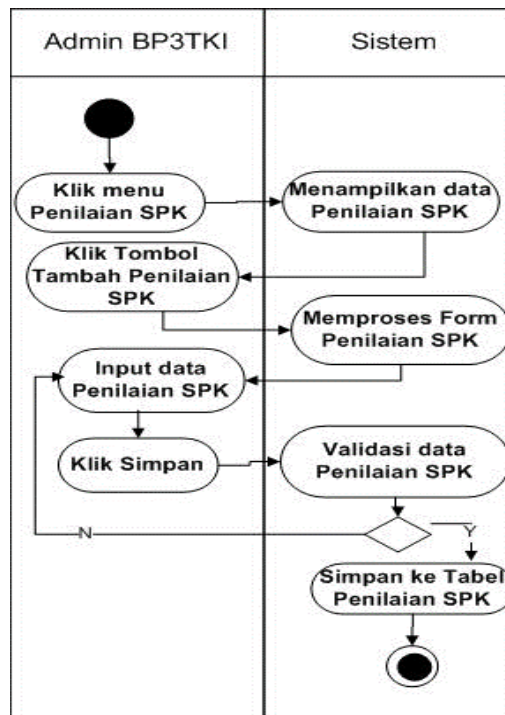 Admin BP3TKI
Sistem
Klik menu
Penilaian SPK
Menampilkan data
Penilaian SPK
Klik Tombol
Tambah Penilaian
SPK
Memproses Form
Penilaian SPK
Input data
Penilaian SPK
Klik Simpan
Validasi data
Penilaian SPK
N
Y
Simpan ke Tabel
Penilaian SPK